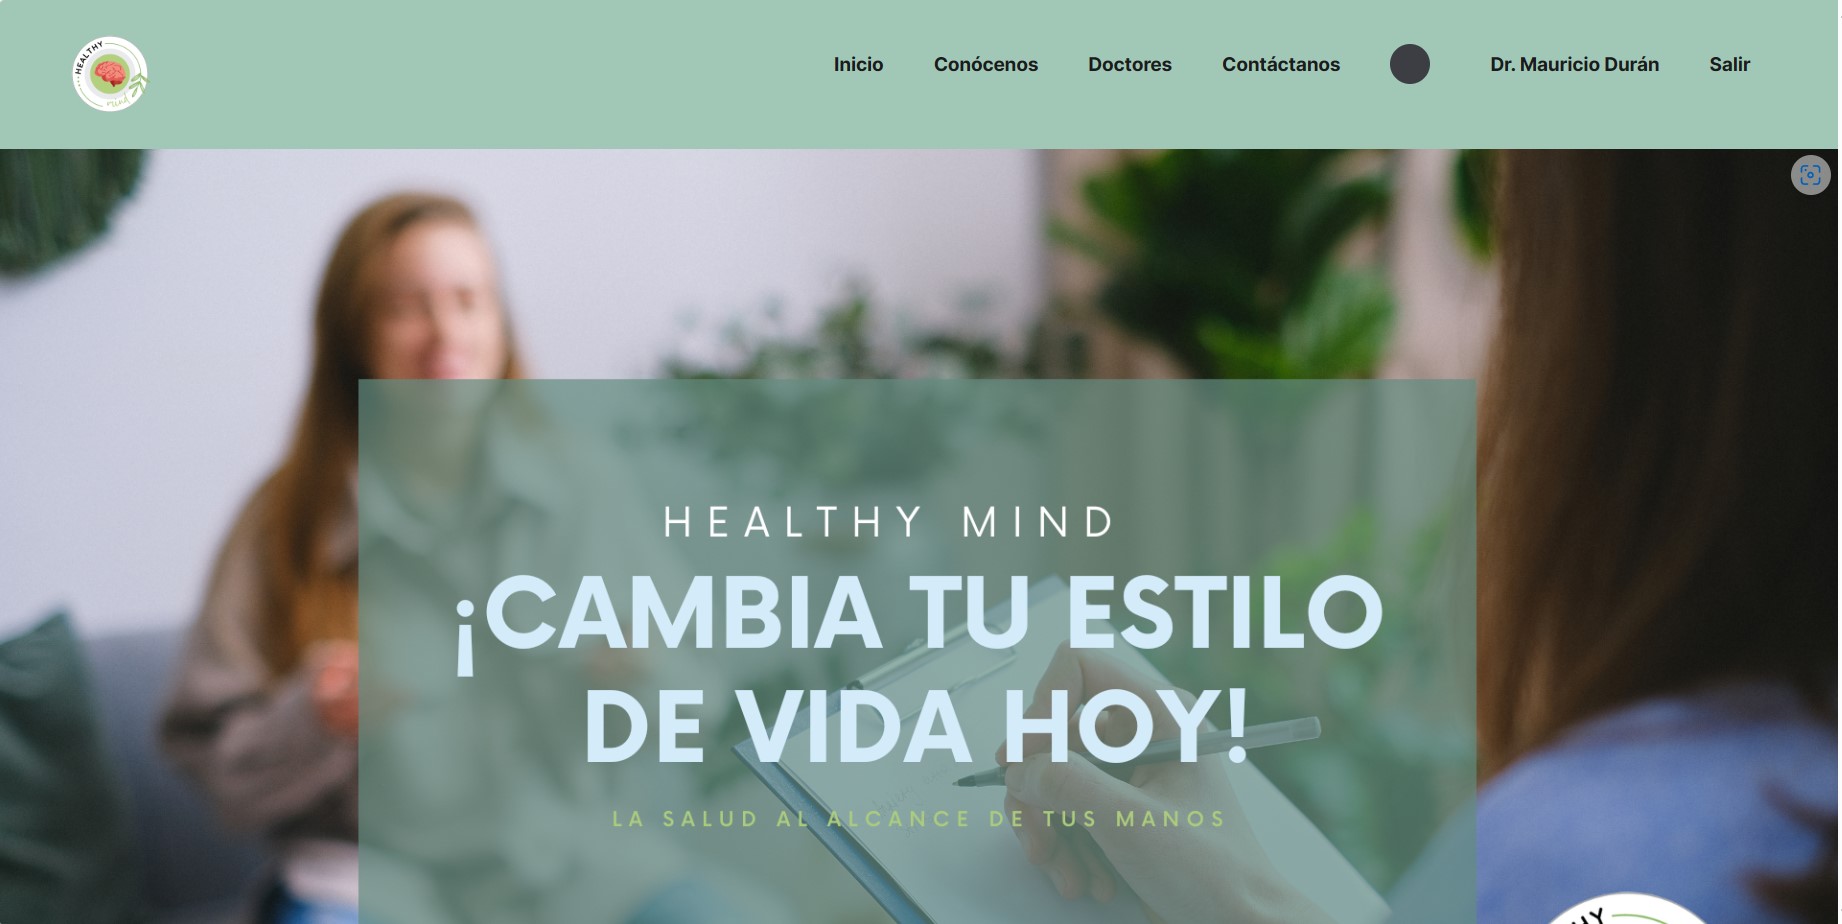 HEALTHY
mind
Inicio Conócenos Doctores Contáctanos Dr. Mauricio Durán Salir
HEALTHY MIND
¡CAMBIA TU ESTILO
DE VIDA HOY!
LA SALUD AL ALCANCE DE TUS MANOS